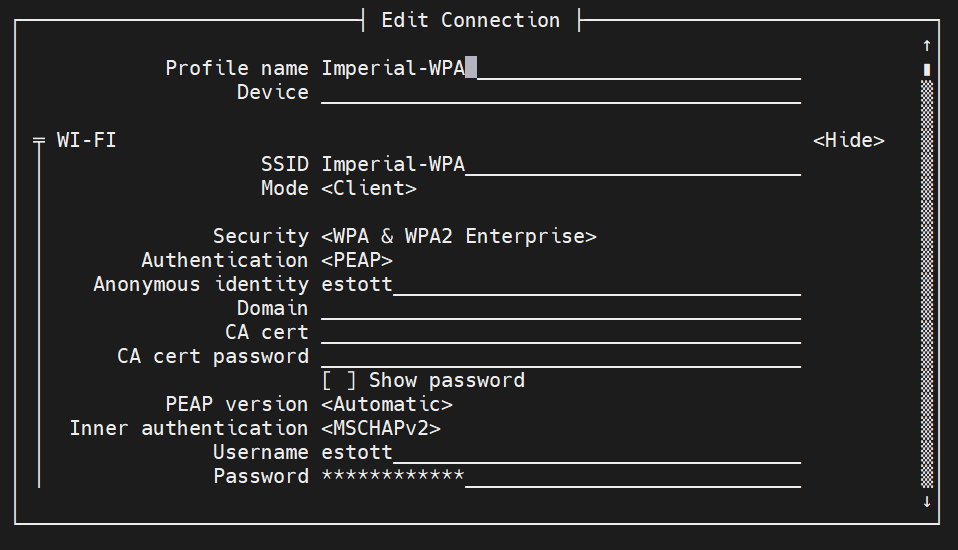 Edit Connection
Profile name Imperial-WPA
Device
WI-FI <Hide>
SSID Imperial-WPA
Mode <Client>
Security <WPA & WPA2 Enterprise>
Authentication <PEAP>
Anonymous identity estott
Domain
CA cert
CA cert password
[ ] Show password
PEAP version <Automatic>
Inner authentication <MSCHAPv2>
Username estott
Password ************